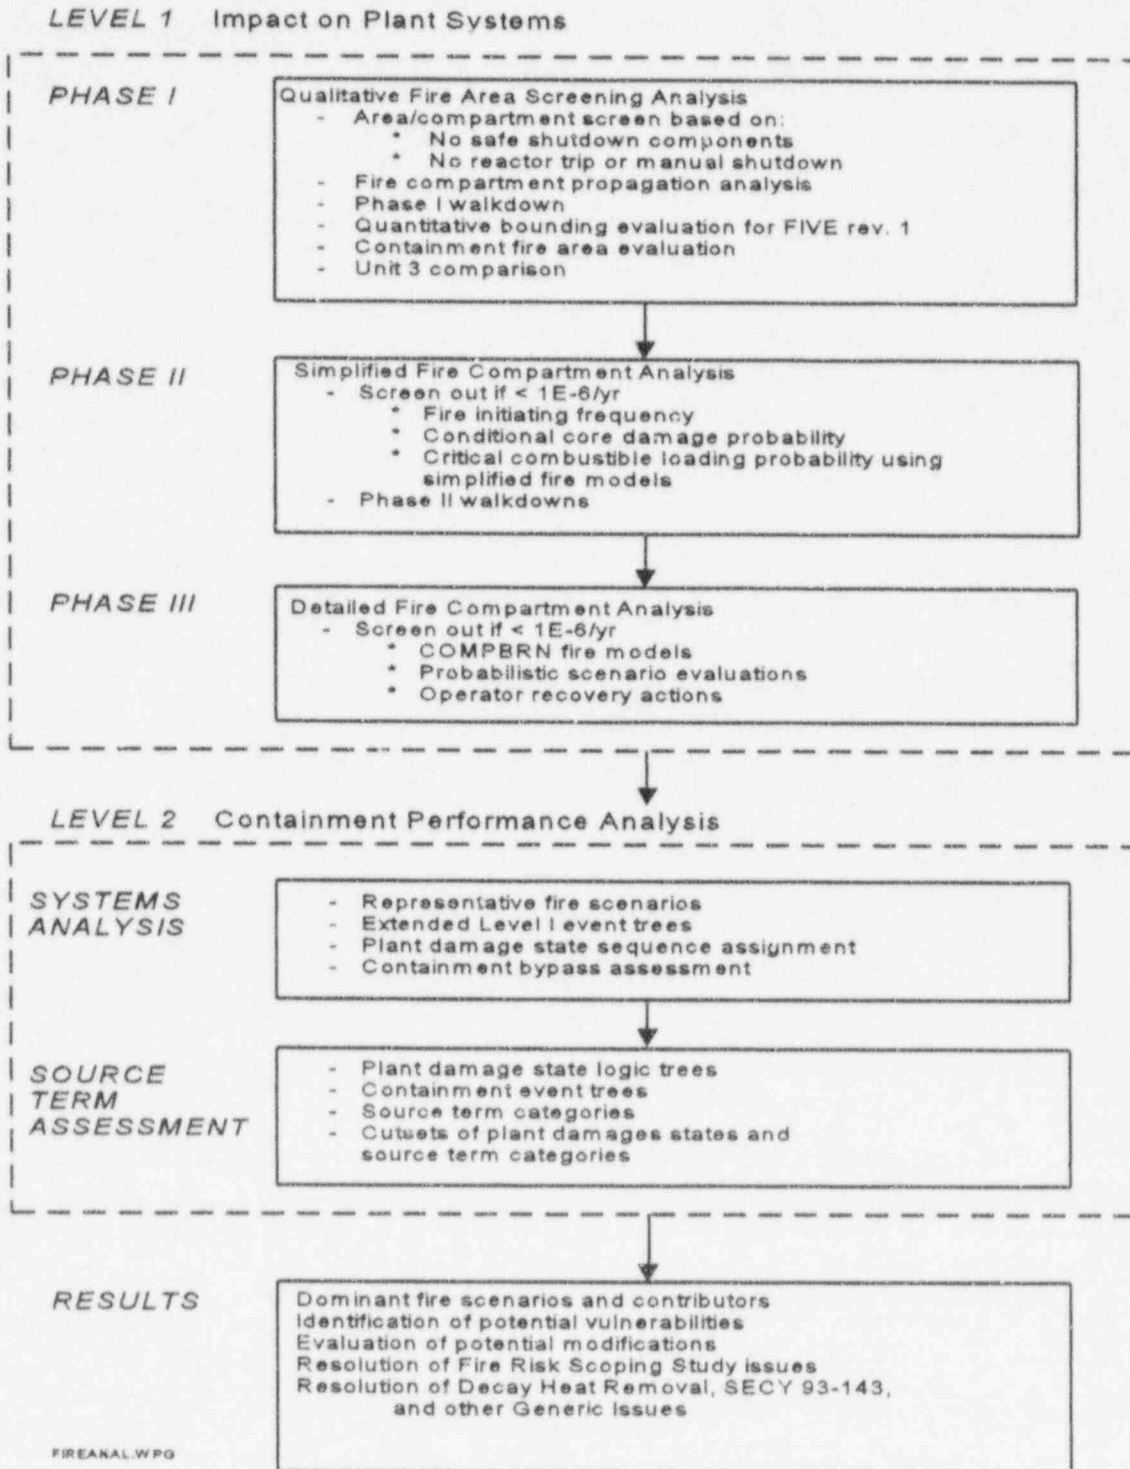 LEVEL 1 Impact on Plant Systems
PHASE I
Qualitative Fire Area Screening Analysis
- Area/compartment screen based on:
* No safe shutdown components
* No reactor trip or manual shutdown
- Fire compartment propagation analysis
- Phase I walkdown
- Quantitative bounding evaluation for FIVE rev. 1
- Containment fire area evaluation
- Unit 3 comparison
PHASE II
Simplified Fire Compartment Analysis
- Screen out if < 1E-6/yr
* Fire initiating frequency
* Conditional core damage probability
* Critical combustible loading probability using
simplified fire models
- Phase II walkdowns
PHASE III
Detailed Fire Compartment Analysis
- Screen out if < 1E-6/yr
* COMPBRN fire models
* Probabilistic scenario evaluations
* Operator recovery actions
LEVEL 2 Containment Performance Analysis
SYSTEMS
ANALYSIS
- Representative fire scenarios
- Extended Level I event trees
- Plant damage state sequence assignment
- Containment bypass assessment
SOURCE
TERM
ASSESSMENT
- Plant damage state logic trees
- Containment event trees
- Source term categories
- Cutsets of plant damages states and
source term categories
RESULTS
Dominant fire scenarios and contributors
Identification of potential vulnerabilities
Evaluation of potential modifications
Resolution of Fire Risk Scoping Study issues
Resolution of Decay Heat Removal, SECY 93-143,
and other Generic Issues
FIREANAL.WPG